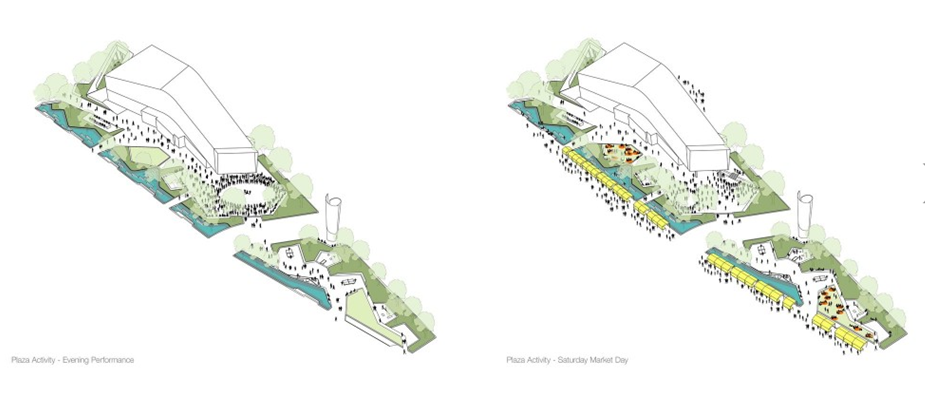 Plaza Activity - Evening Performance
Plaza Activity - Saturday Market Day